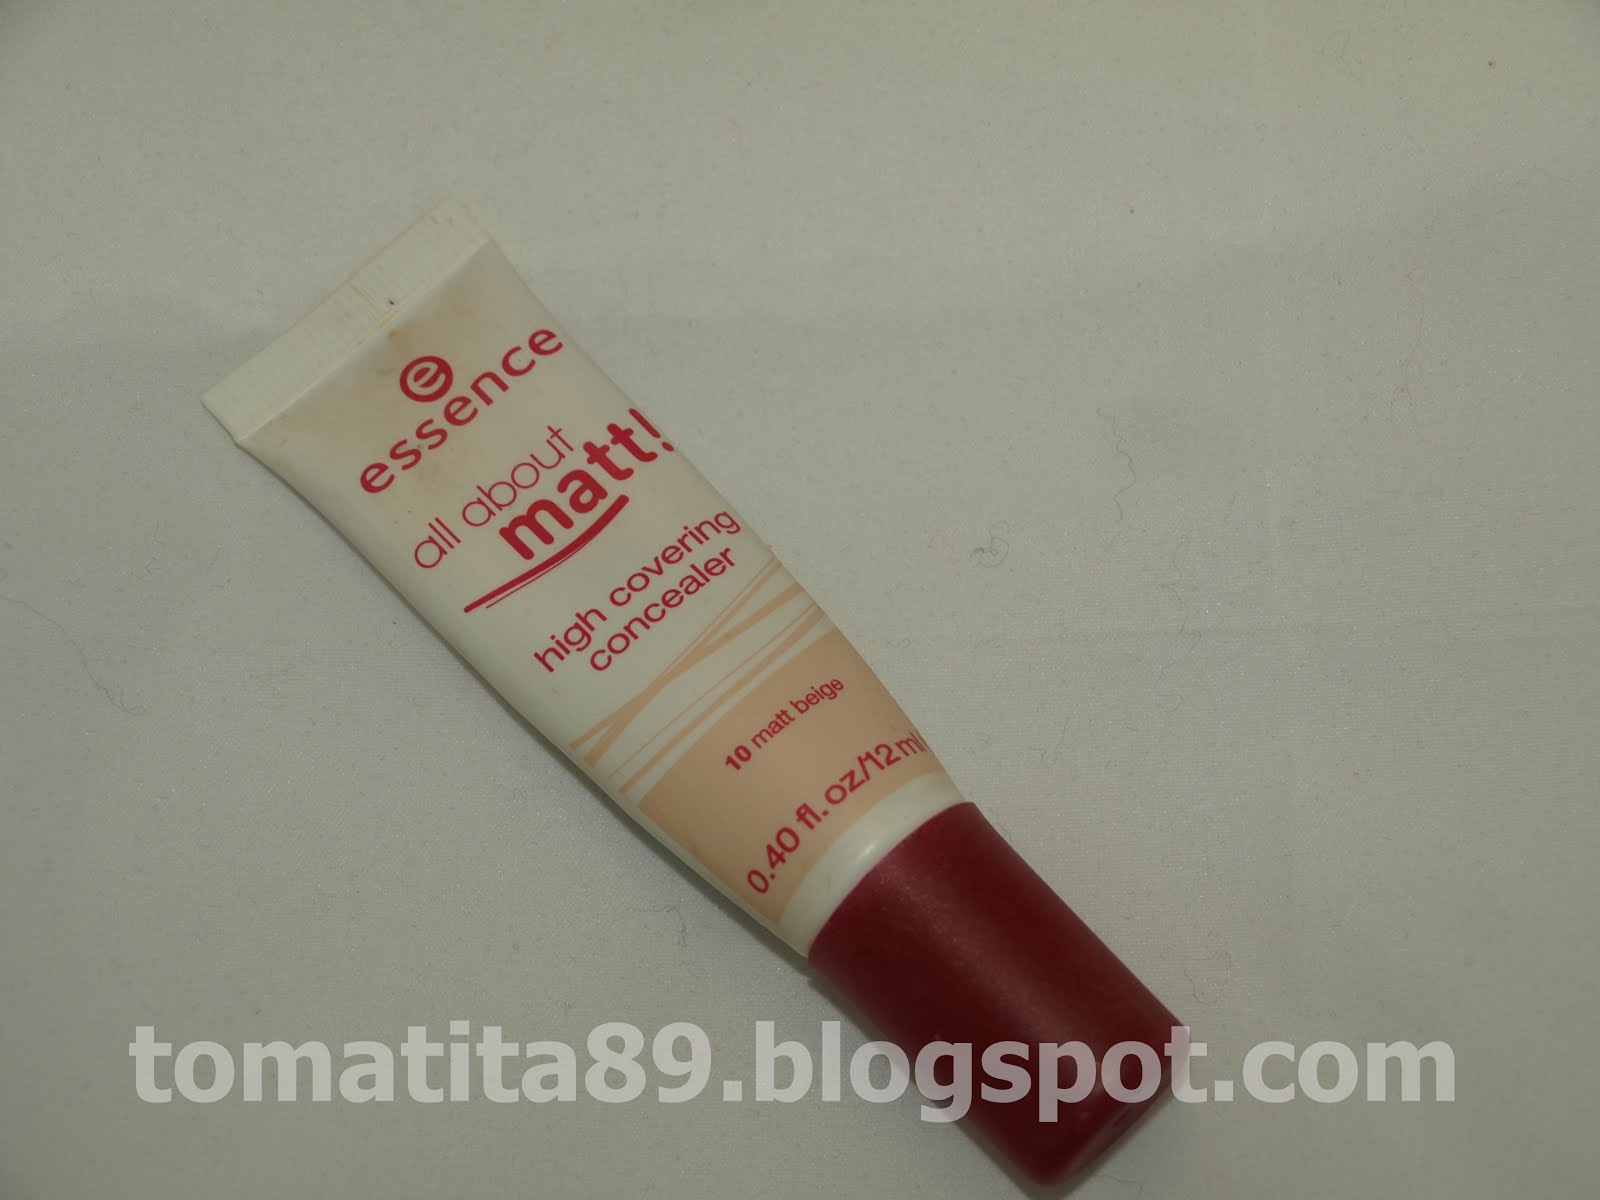 e
essence
all about
matt!
high covering
concealer
10 matt beige
0.40 fl. oz/12 ml
tomatita89.blogspot.com